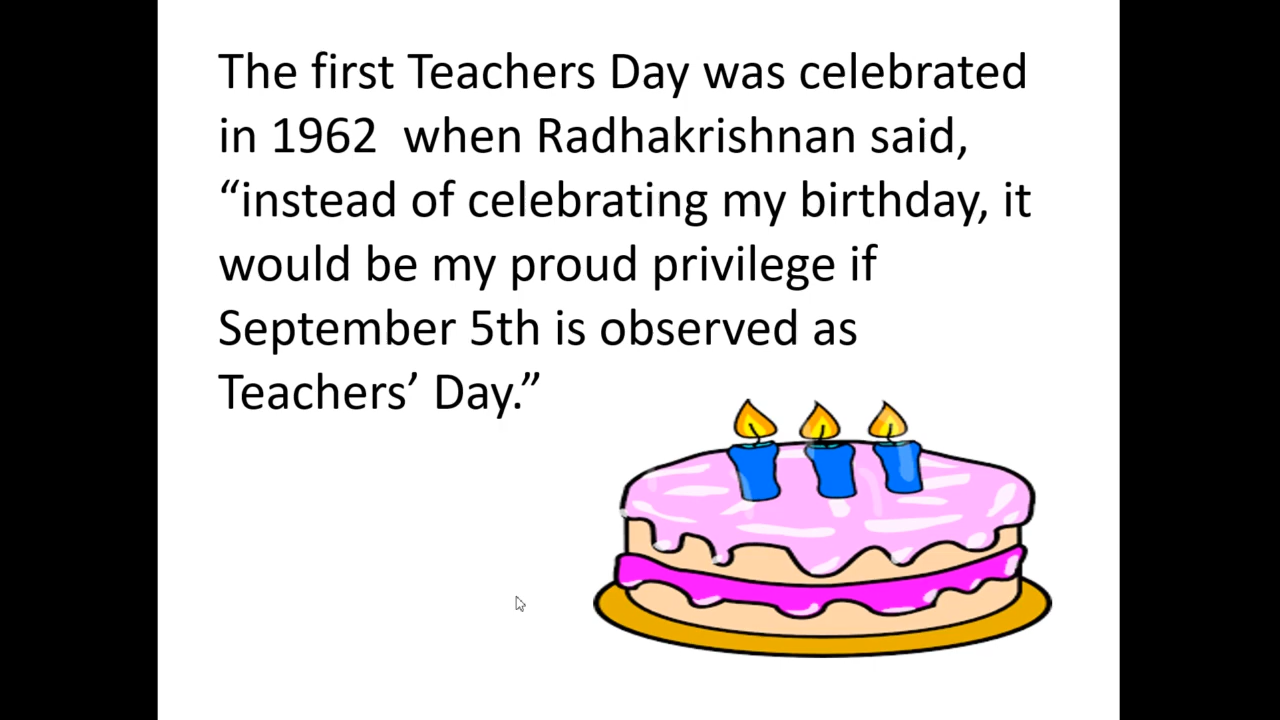 The first Teachers Day was celebrated
in 1962  when Radhakrishnan said,
“instead of celebrating my birthday, it
would be my proud privilege if
September 5th is observed as
Teachers’ Day.”